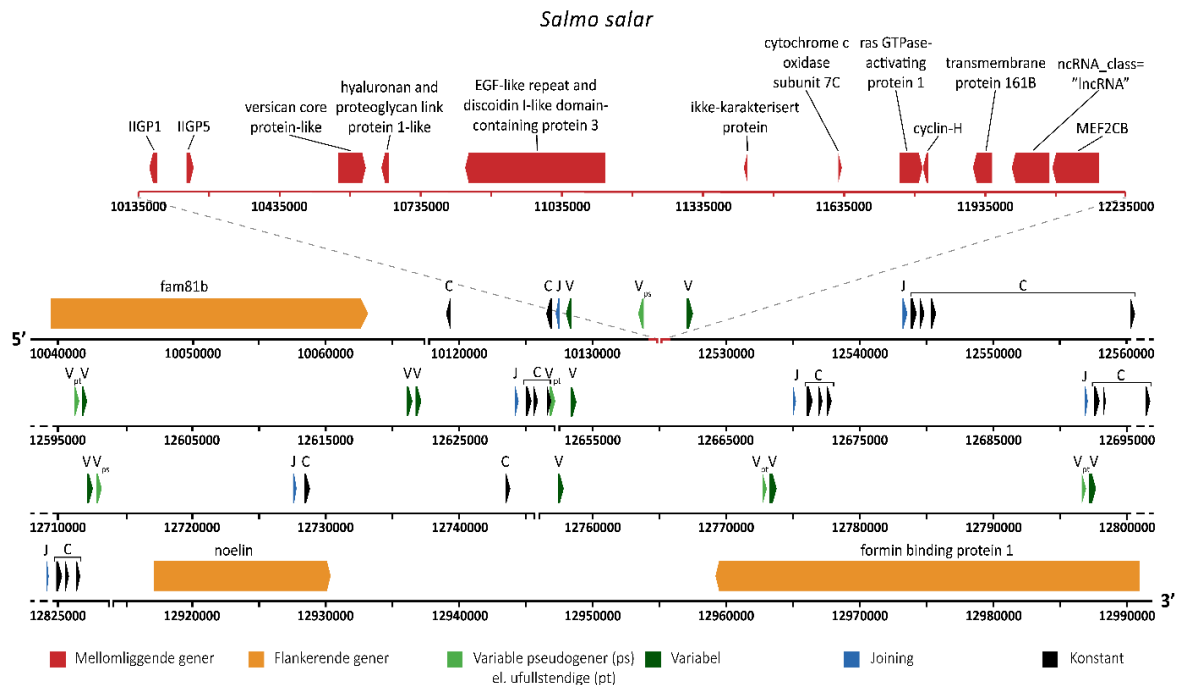 Salmo salar
IIGP1
IIGP5
versican core
protein-like
hyaluronan and
proteoglycan link
protein 1-like
EGF-like repeat and
discoidin I-like domain-
containing protein 3
ikke-karakterisert
protein
cytochrome c
oxidase
subunit 7C
ras GTPase-
activating
protein 1
cyclin-H
transmembrane
protein 161B
ncRNA_class=
"lncRNA"
MEF2CB
10135000 10435000 10735000 11035000 11335000 11635000 11935000 12235000
fam81b C C J V Vps V J C
5' 10040000 10050000 10060000 10120000 10130000 12530000 12540000 12550000 12560000
Vpt V V V J C Vpt V J C J C
12595000 12605000 12615000 12625000 12655000 12665000 12675000 12685000 12695000
V Vps J C C V Vpt V Vpt V
12710000 12720000 12730000 12740000 12760000 12770000 12780000 12790000 12800000
J C noelin formin binding protein 1
12825000 12920000 12930000 12940000 12950000 12960000 12970000 12980000 12990000 3'
Mellomliggende gener
Flankerende gener
Variable pseudogener (ps)
el. ufullstendige (pt)
Variabel
Joining
Konstant